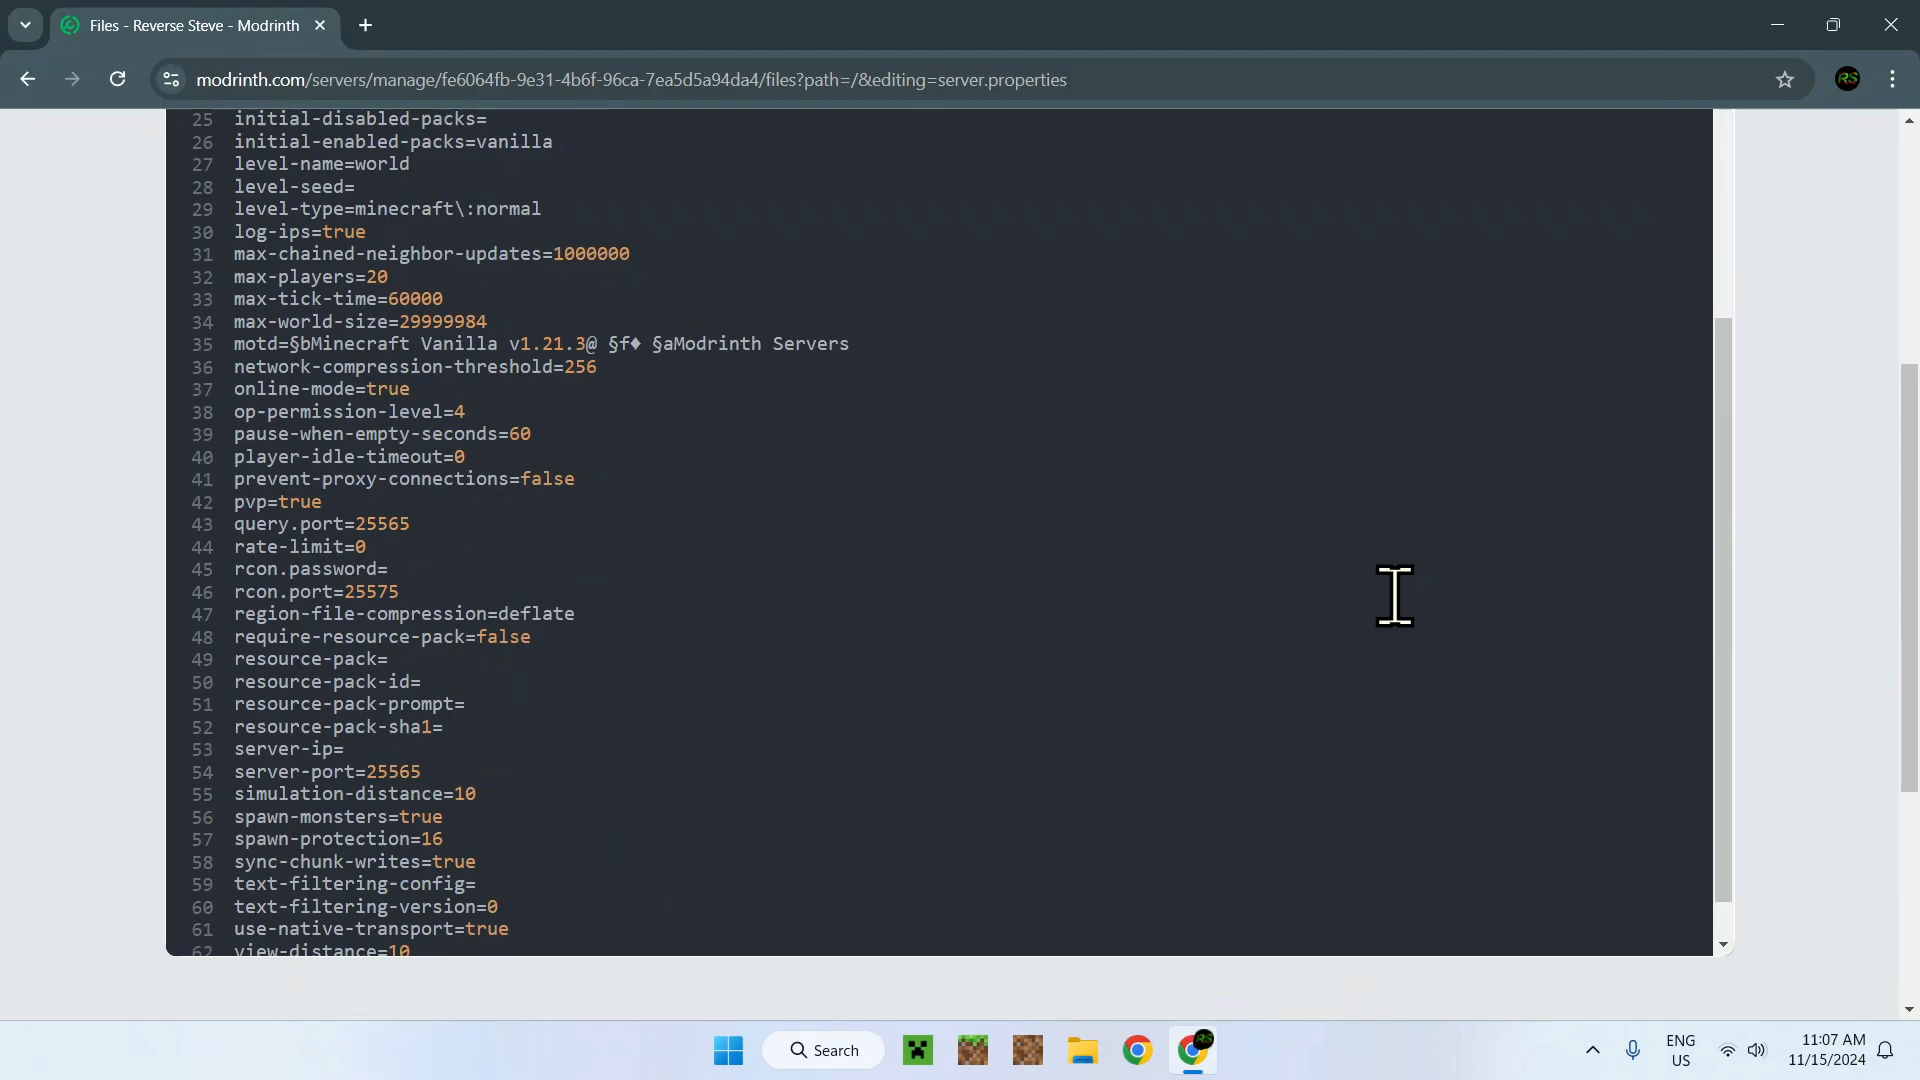 Files - Reverse Steve - Modrinth
modrinth.com/servers/manage/fe6064fb-9e31-4b6f-96ca-7ea5d5a94da4/files?path=/&editing=server.properties
RS
25 initial-disabled-packs=
26 initial-enabled-packs=vanilla
27 level-name=world
28 level-seed=
29 level-type=minecraft\:normal
30 log-ips=true
31 max-chained-neighbor-updates=1000000
32 max-players=20
33 max-tick-time=60000
34 max-world-size=29999984
35 motd=§bMinecraft Vanilla v1.21.3@ §f♦ §aModrinth Servers
36 network-compression-threshold=256
37 online-mode=true
38 op-permission-level=4
39 pause-when-empty-seconds=60
40 player-idle-timeout=0
41 prevent-proxy-connections=false
42 pvp=true
43 query.port=25565
44 rate-limit=0
45 rcon.password=
46 rcon.port=25575
47 region-file-compression=deflate
48 require-resource-pack=false
49 resource-pack=
50 resource-pack-id=
51 resource-pack-prompt=
52 resource-pack-sha1=
53 server-ip=
54 server-port=25565
55 simulation-distance=10
56 spawn-monsters=true
57 spawn-protection=16
58 sync-chunk-writes=true
59 text-filtering-config=
60 text-filtering-version=0
61 use-native-transport=true
62 view-distance=10
Search
RS
ENG
US
11:07 AM
11/15/2024